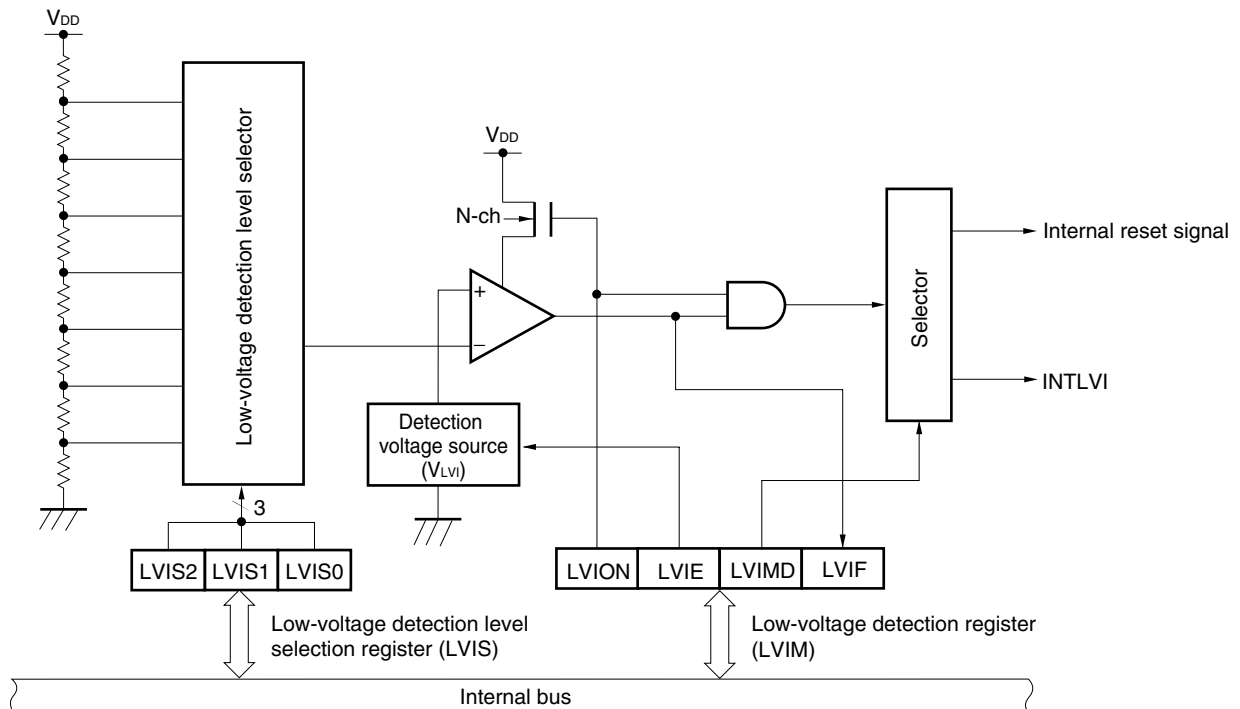 VDD
Low-voltage detection level selector
VDD
N-ch
+
−
Detection
voltage source
(VLVI)
Selector
Internal reset signal
INTLVI
3
LVIS2 LVIS1 LVIS0
LVION LVIE LVIMD LVIF
Low-voltage detection level
selection register (LVIS)
Low-voltage detection register
(LVIM)
Internal bus